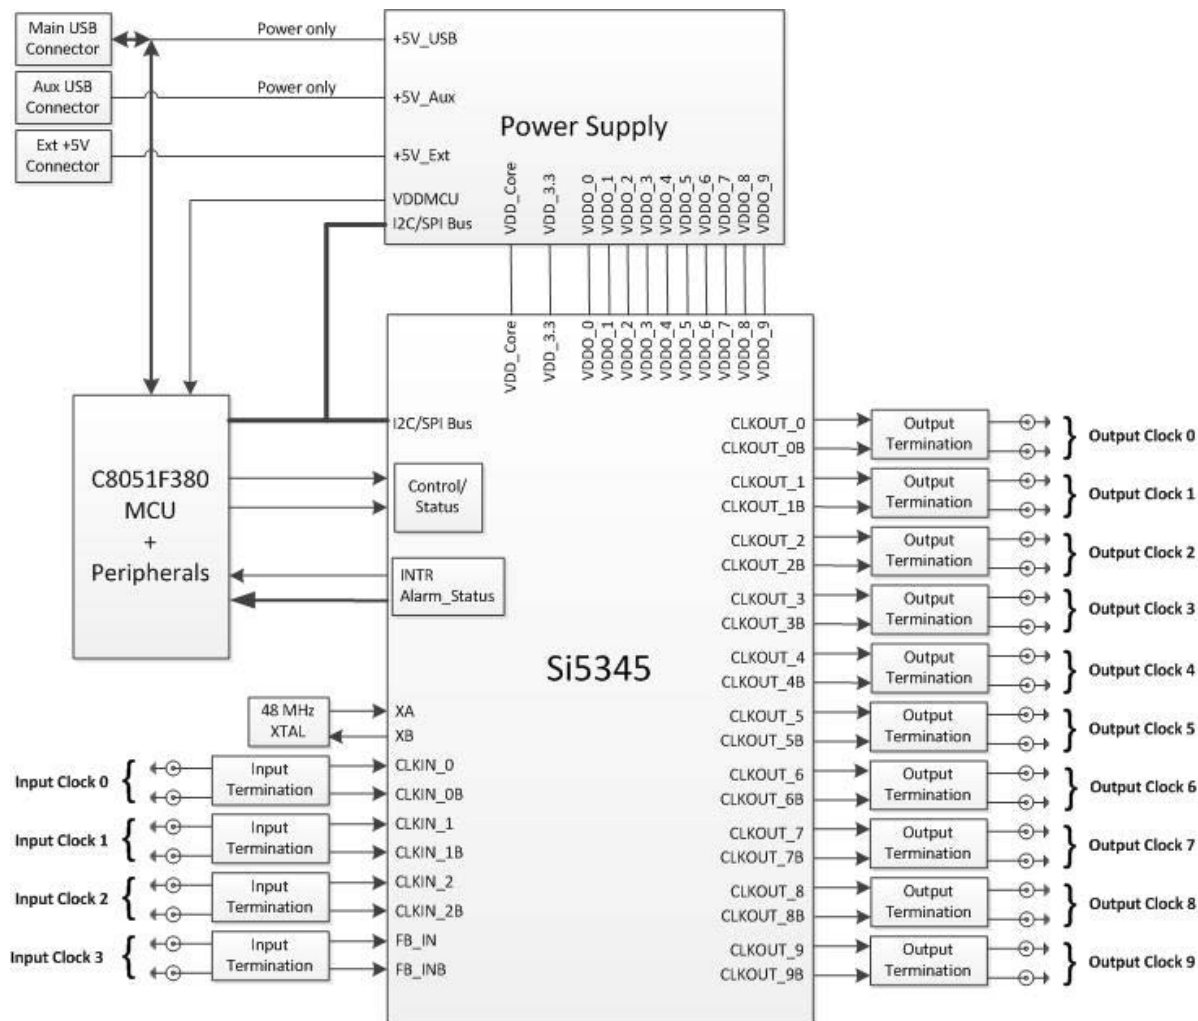 Main USB
Connector
Power only
+5V_USB
Aux USB
Connector
Power only
+5V_Aux
Power Supply
Ext +5V
Connector
+5V_Ext
VDDMCU
I2C/SPI Bus
VDD_Core
VDD_3.3
VDDO_0
VDDO_1
VDDO_2
VDDO_3
VDDO_4
VDDO_5
VDDO_6
VDDO_7
VDDO_8
VDDO_9
VDD_Core
VDD_3.3
VDDO_0
VDDO_1
VDDO_2
VDDO_3
VDDO_4
VDDO_5
VDDO_6
VDDO_7
VDDO_8
VDDO_9
C8051F380
MCU
+
Peripherals
I2C/SPI Bus
Control/
Status
INTR
Alarm_Status
Si5345
48 MHz
XTAL
XA
XB
Input Clock 0
Input
Termination
CLKIN_0
CLKIN_0B
Input Clock 1
Input
Termination
CLKIN_1
CLKIN_1B
Input Clock 2
Input
Termination
CLKIN_2
CLKIN_2B
Input Clock 3
Input
Termination
FB_IN
FB_INB
CLKOUT_0
CLKOUT_0B
Output
Termination
Output Clock 0
CLKOUT_1
CLKOUT_1B
Output
Termination
Output Clock 1
CLKOUT_2
CLKOUT_2B
Output
Termination
Output Clock 2
CLKOUT_3
CLKOUT_3B
Output
Termination
Output Clock 3
CLKOUT_4
CLKOUT_4B
Output
Termination
Output Clock 4
CLKOUT_5
CLKOUT_5B
Output
Termination
Output Clock 5
CLKOUT_6
CLKOUT_6B
Output
Termination
Output Clock 6
CLKOUT_7
CLKOUT_7B
Output
Termination
Output Clock 7
CLKOUT_8
CLKOUT_8B
Output
Termination
Output Clock 8
CLKOUT_9
CLKOUT_9B
Output
Termination
Output Clock 9